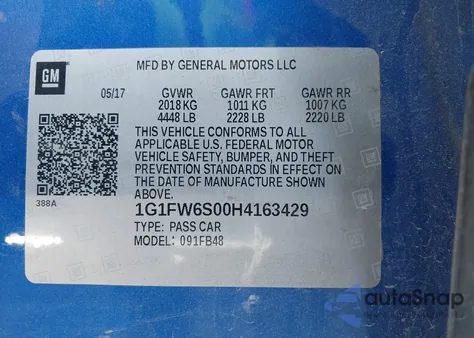 GM
MFD BY GENERAL MOTORS LLC
05/17 GVWR GAWR FRT GAWR RR
2018 KG 1011 KG 1007 KG
4448 LB 2228 LB 2220 LB
THIS VEHICLE CONFORMS TO ALL
APPLICABLE U.S. FEDERAL MOTOR
VEHICLE SAFETY, BUMPER, AND THEFT
PREVENTION STANDARDS IN EFFECT ON
THE DATE OF MANUFACTURE SHOWN
ABOVE.
388A
1G1FW6S00H4163429
TYPE: PASS CAR
MODEL: 091FB48
autoSnap